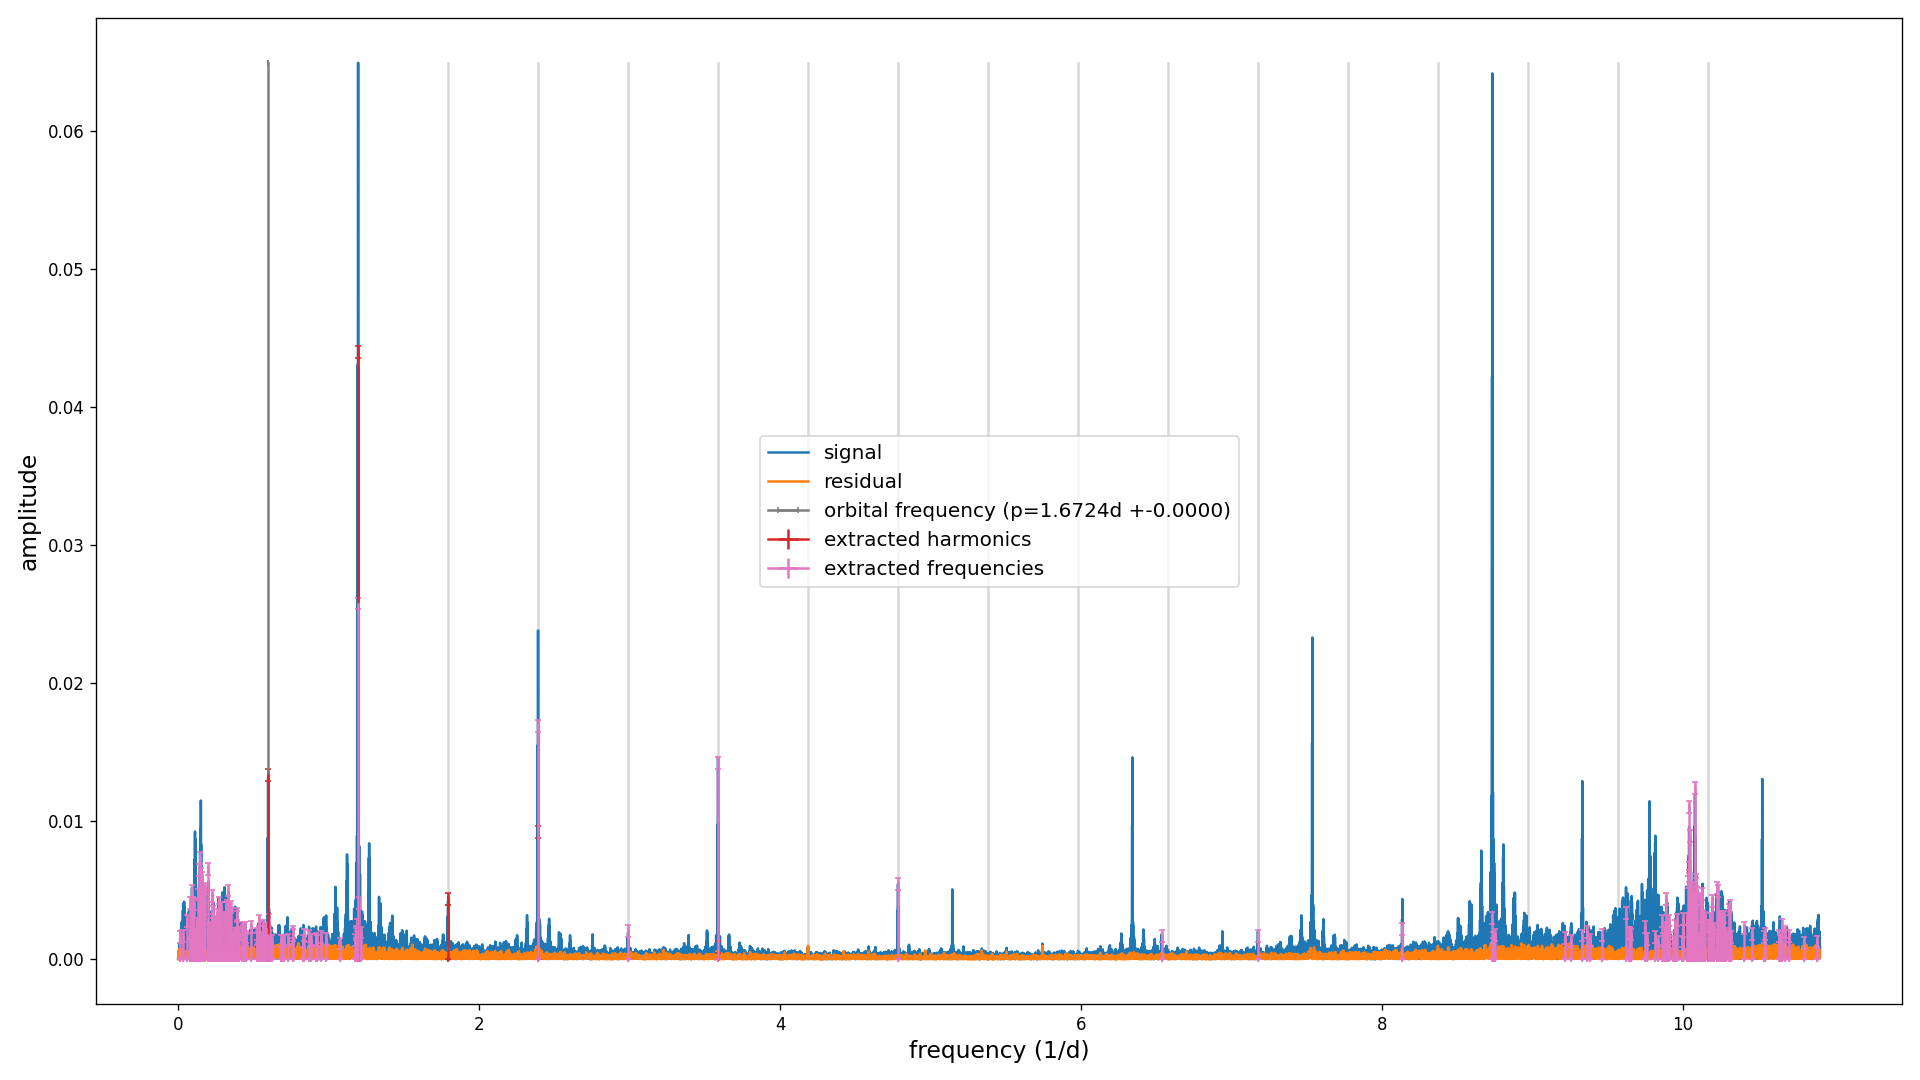 amplitude
0.06
0.05
0.04
0.03
0.02
0.01
0.00
signal
residual
orbital frequency (p=1.6724d +-0.0000)
extracted harmonics
extracted frequencies
0 2 4 6 8 10
frequency (1/d)